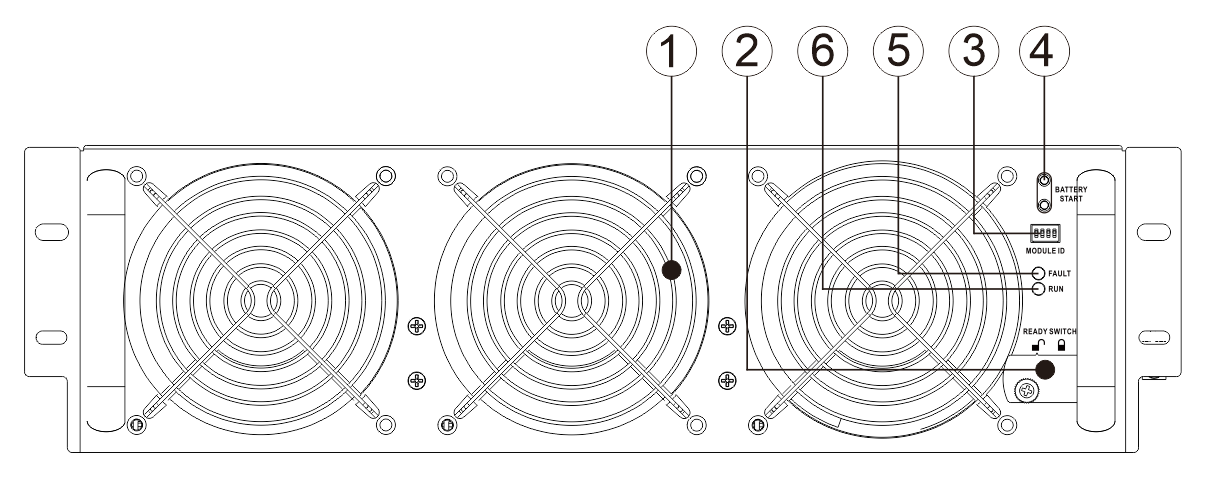 1 2 6 5 3 4
BATTERY
START
MODULE ID
FAULT
RUN
READY SWITCH